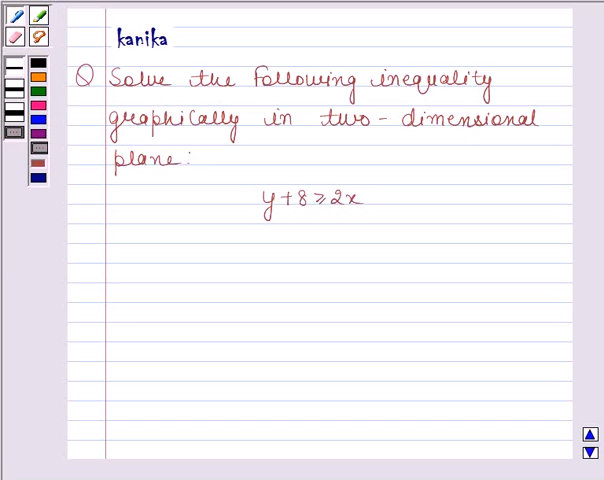 kanika
Q Solve the following inequality
graphically in two-dimensional
plane:
y + 8 ⩾ 2x